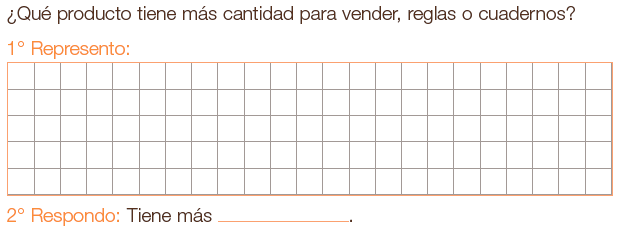 ¿Qué producto tiene más cantidad para vender, reglas o cuadernos?
1° Represento:
2° Respondo: Tiene más ____________.